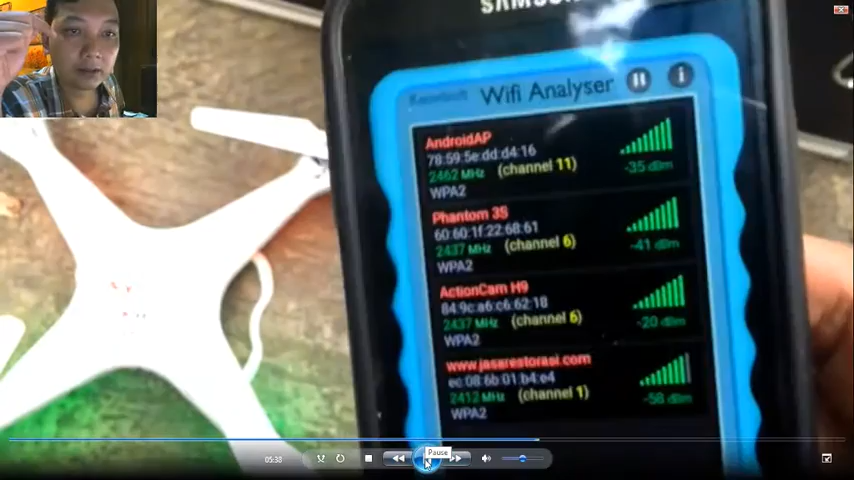 SAMSU
Wifi Analyser
AndroidAP
78:59:5e:dd:d4:16
2462 MHz (channel 11)
-35 dBm
WPA2
Phantom 3S
60:60:1f:22:68:61
2437 MHz (channel 6)
-41 dBm
WPA2
ActionCam H9
84:9c:a6:c6:62:18
2437 MHz (channel 6)
-20 dBm
WPA2
www.jasarestorasi.com
ec:08:6b:01:b4:e4
2412 MHz (channel 1)
-58 dBm
WPA2
Pause
05:38